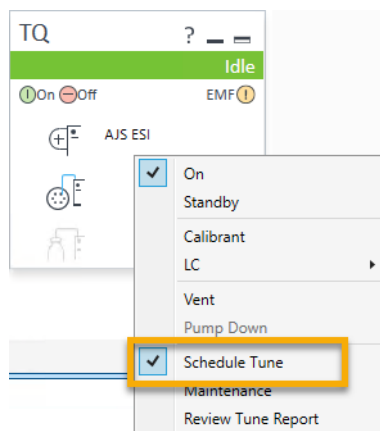 TQ ?
Idle
On Off EMF
AJS ESI
On
Standby
Calibrant
LC
Vent
Pump Down
Schedule Tune
Maintenance
Review Tune Report